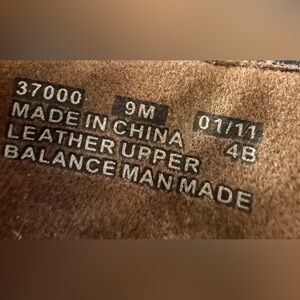 37000 9M 01/11
MADE IN CHINA 4B
LEATHER UPPER
BALANCE MAN MADE